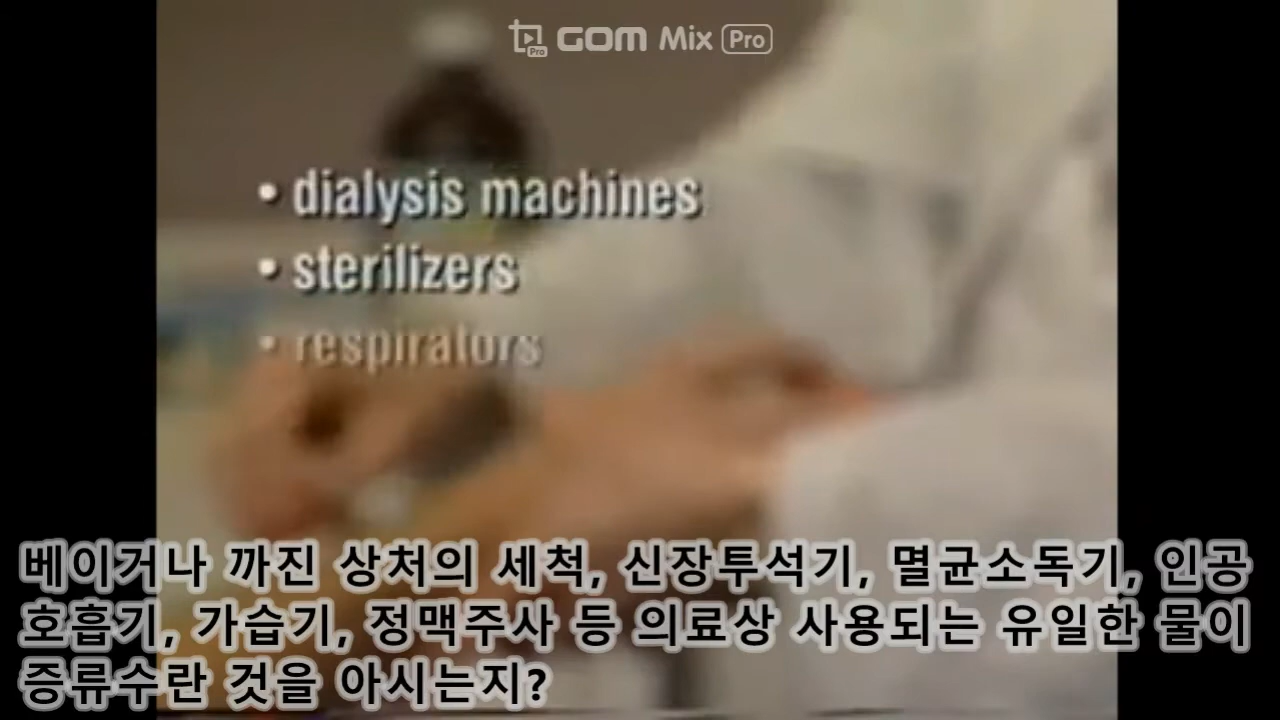 GOM Mix Pro
• dialysis machines
• sterilizers
• respirators
베이거나 까진 상처의 세척, 신장투석기, 멸균소독기, 인공
호흡기, 가습기, 정맥주사 등 의료상 사용되는 유일한 물이
증류수란 것을 아시는지?